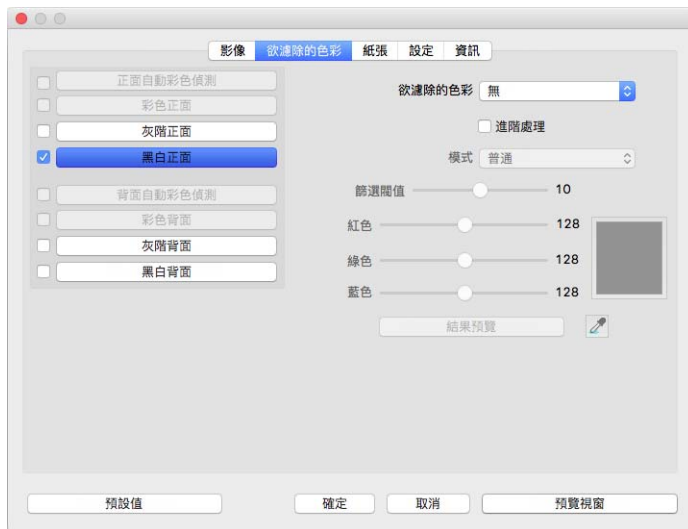 影像 欲濾除的色彩 紙張 設定 資訊
正面自動彩色偵測
彩色正面
灰階正面
黑白正面
背面自動彩色偵測
彩色背面
灰階背面
黑白背面
欲濾除的色彩 無
進階處理
模式 普通
篩選閥值 10
紅色 128
綠色 128
藍色 128
結果預覽
預設值 確定 取消 預覽視窗